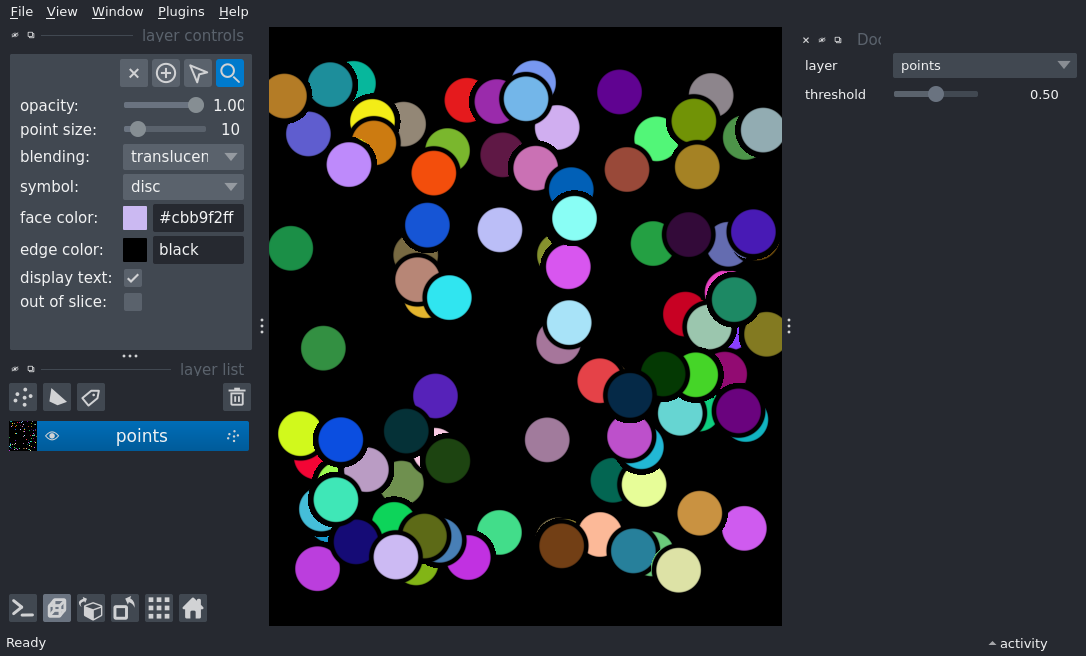 File View Window Plugins Help
layer controls
opacity: 1.00
point size: 10
blending: translucen
symbol: disc
face color: #cbb9f2ff
edge color: black
display text:
out of slice:
layer list
points
Ready
Doc
layer points
threshold 0.50
activity